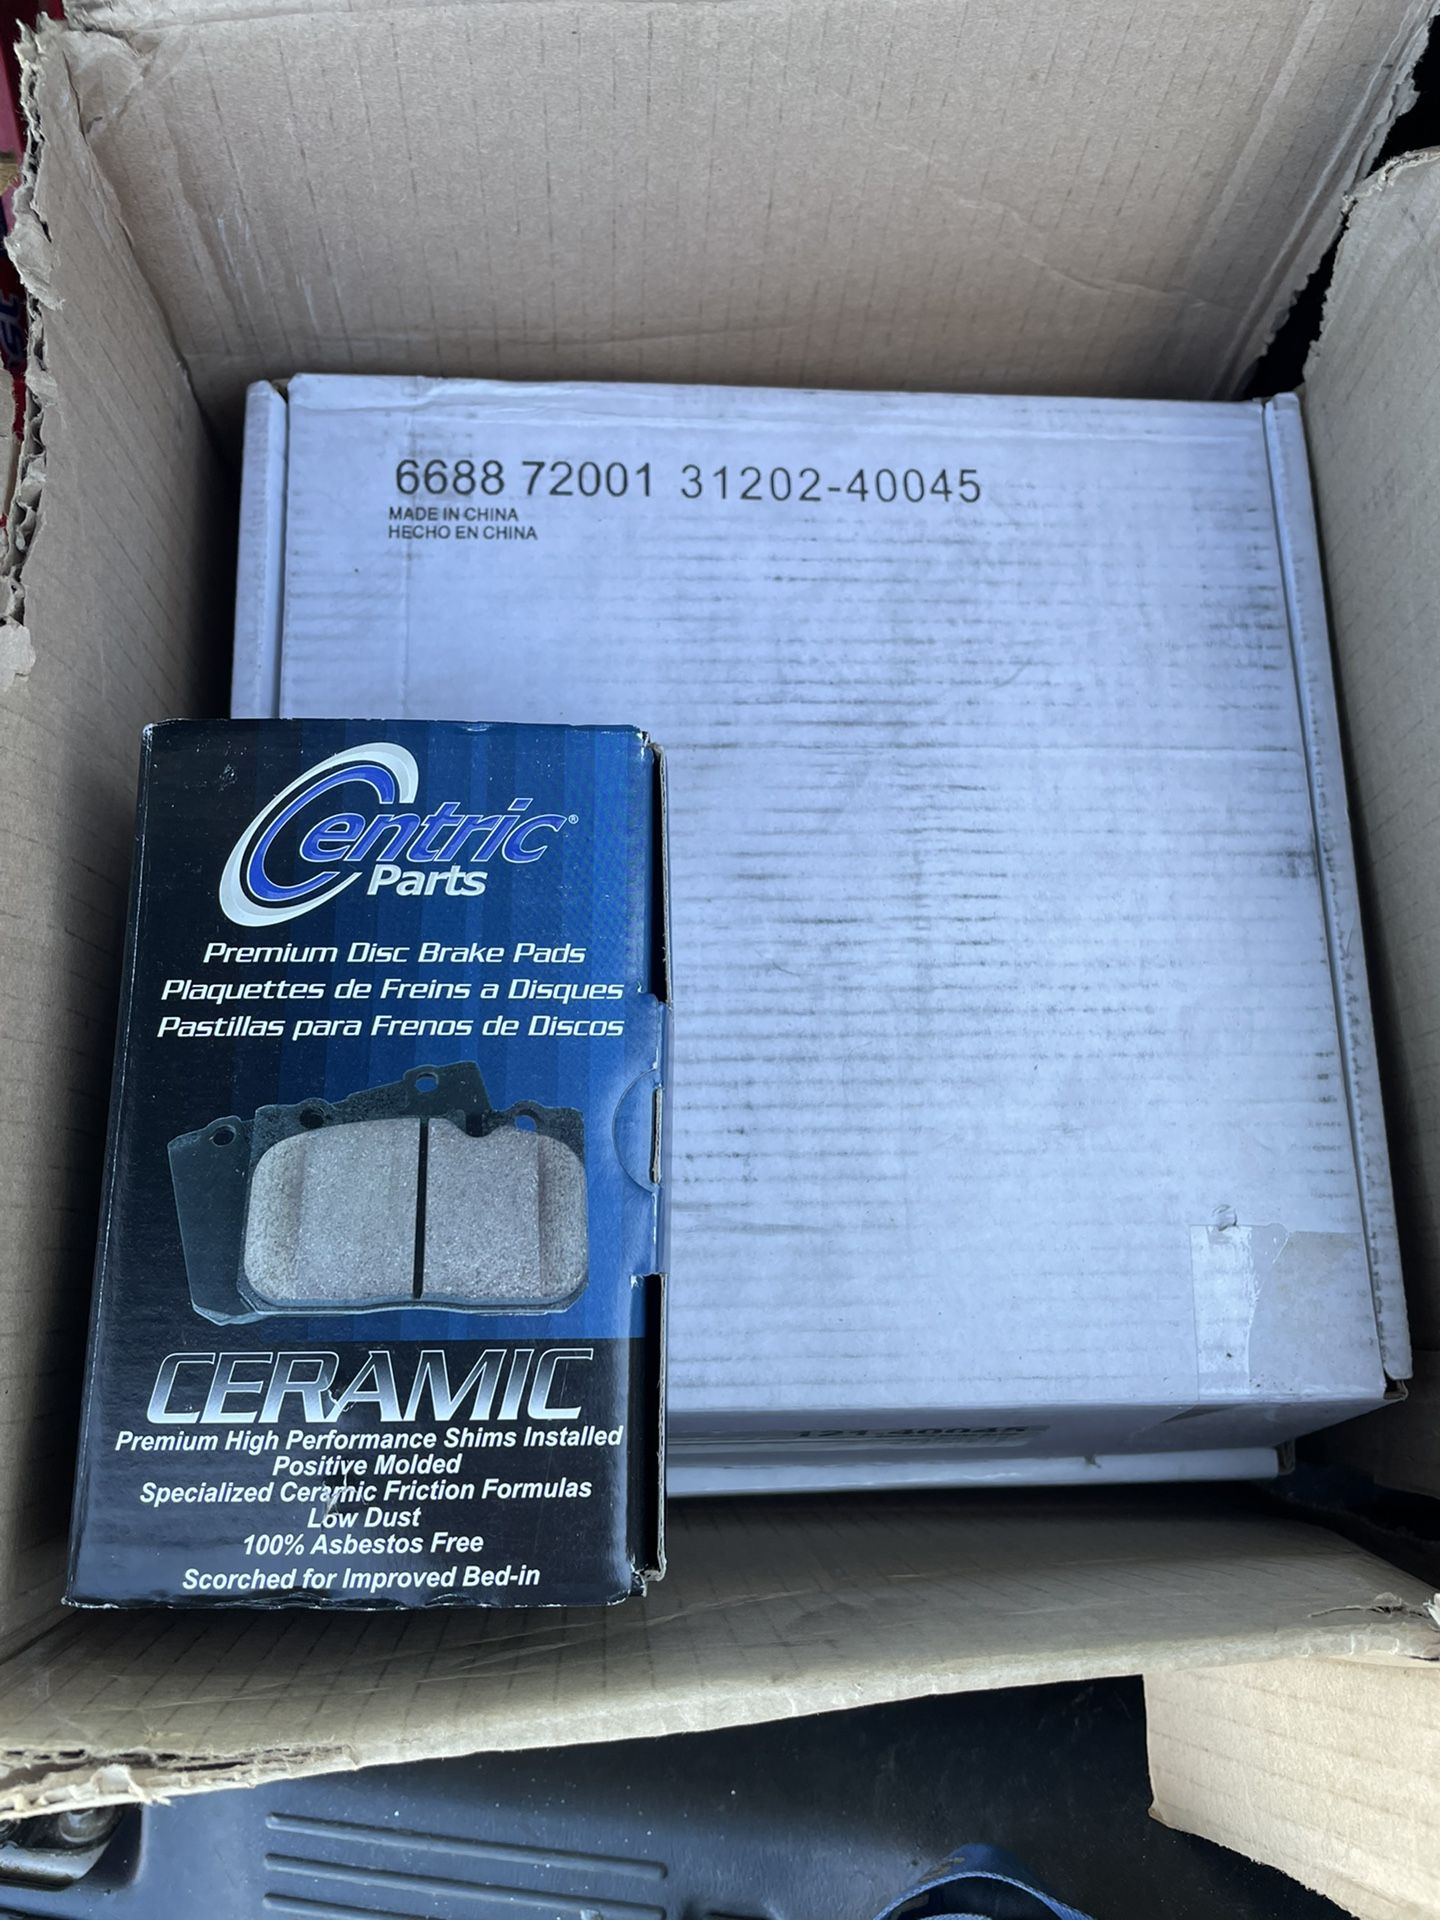 6688 72001 31202-40045
MADE IN CHINA
HECHO EN CHINA
Centric®
Parts
Premium Disc Brake Pads
Plaquettes de Freins a Disques
Pastillas para Frenos de Discos
CERAMIC
Premium High Performance Shims Installed
Positive Molded
Specialized Ceramic Friction Formulas
Low Dust
100% Asbestos Free
Scorched for Improved Bed-in
121.40045